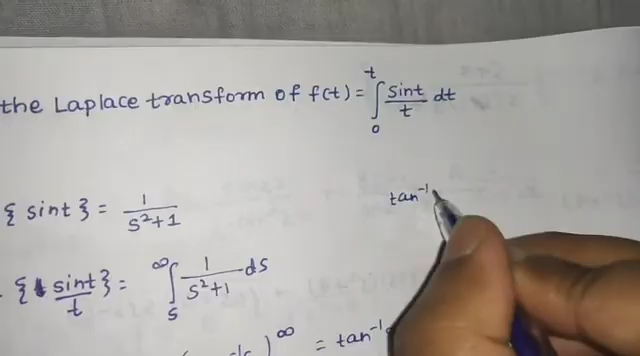 the Laplace transform of f(t) = ∫₀ᵗ sint/t dt
{sint} = 1/(s²+1)
tan⁻¹
{sint/t} = ∫ₛ^∞ 1/(s²+1) ds
)^∞ = tan⁻¹